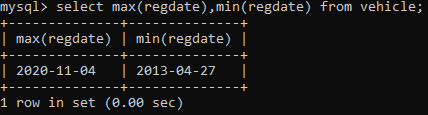 mysql> select max(regdate),min(regdate) from vehicle;
+--------------+--------------+
| max(regdate) | min(regdate) |
+--------------+--------------+
| 2020-11-04   | 2013-04-27   |
+--------------+--------------+
1 row in set (0.00 sec)